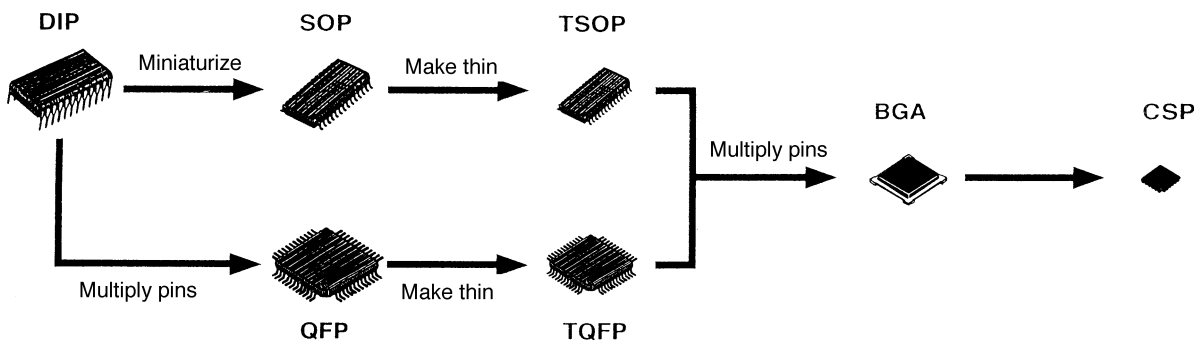 DIP
SOP
TSOP
Miniaturize
Make thin
BGA
CSP
Multiply pins
Multiply pins
Make thin
QFP
TQFP